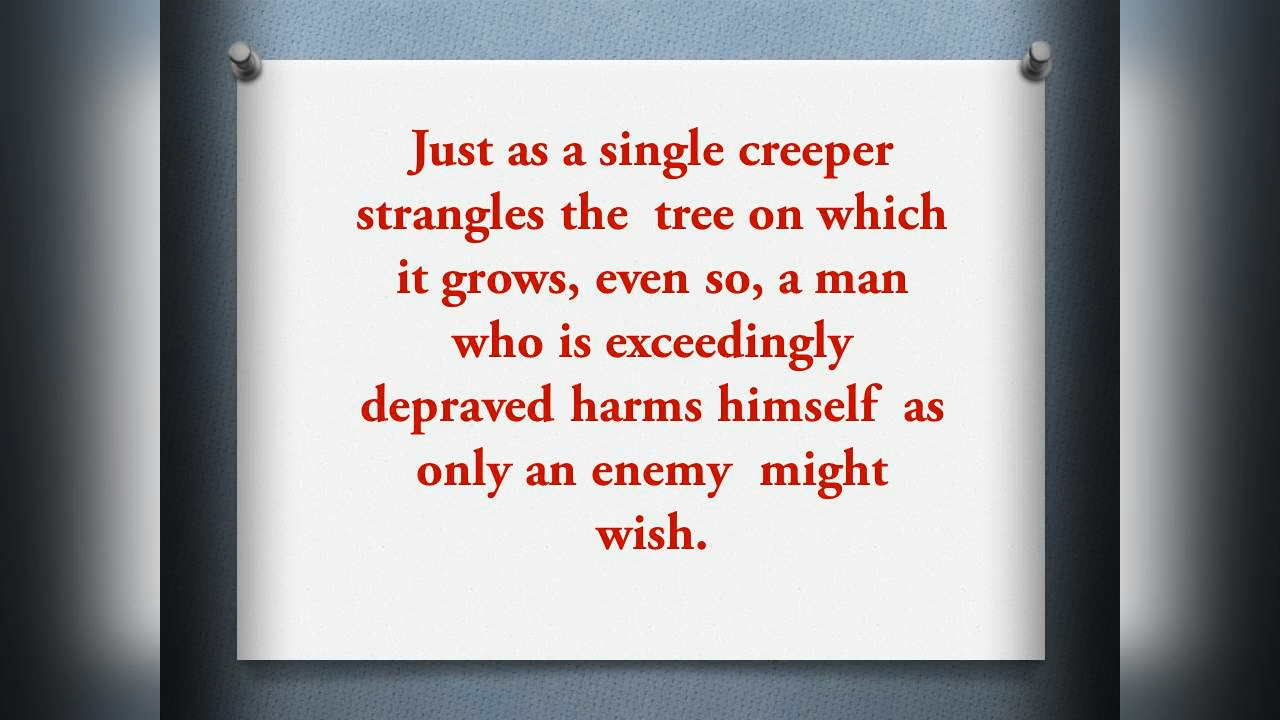 Just as a single creeper
strangles the  tree on which
it grows, even so, a man
who is exceedingly
depraved harms himself  as
only an enemy  might
wish.